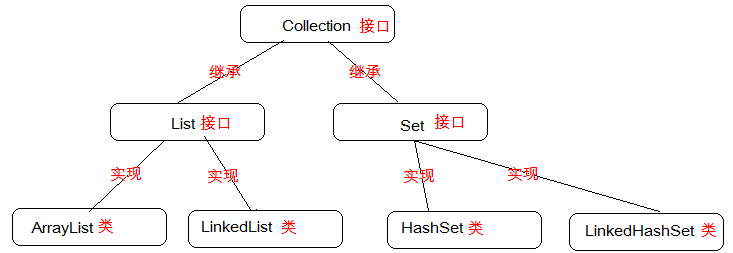 Collection 接口
继承 继承
List 接口 Set 接口
实现 实现 实现 实现
ArrayList 类 LinkedList 类 HashSet 类 LinkedHashSet 类